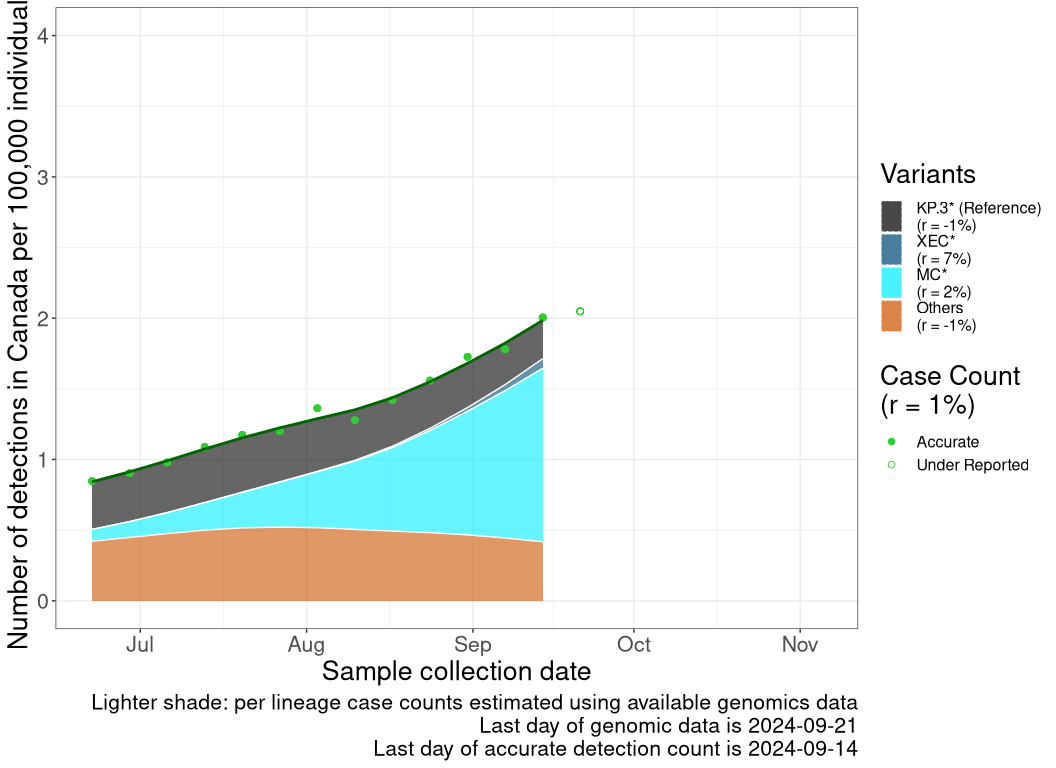 Number of detections in Canada per 100,000 individual
4
3
2
1
0
Jul
Aug
Sep
Oct
Nov
Sample collection date
Lighter shade: per lineage case counts estimated using available genomics data
Last day of genomic data is 2024-09-21
Last day of accurate detection count is 2024-09-14
Variants
KP.3* (Reference)
(r = -1%)
XEC*
(r = 7%)
MC*
(r = 2%)
Others
(r = -1%)
Case Count
(r = 1%)
Accurate
Under Reported